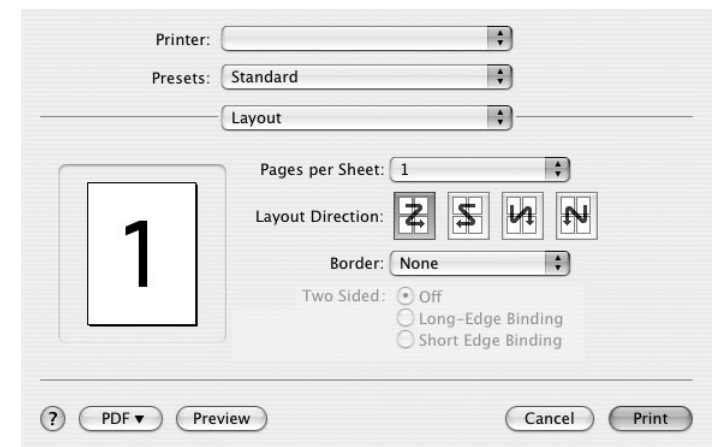 Printer:
Presets: Standard
Layout
Pages per Sheet: 1
Layout Direction:
1
Border: None
Two Sided: Off
Long-Edge Binding
Short Edge Binding
? PDF▼ Preview Cancel Print